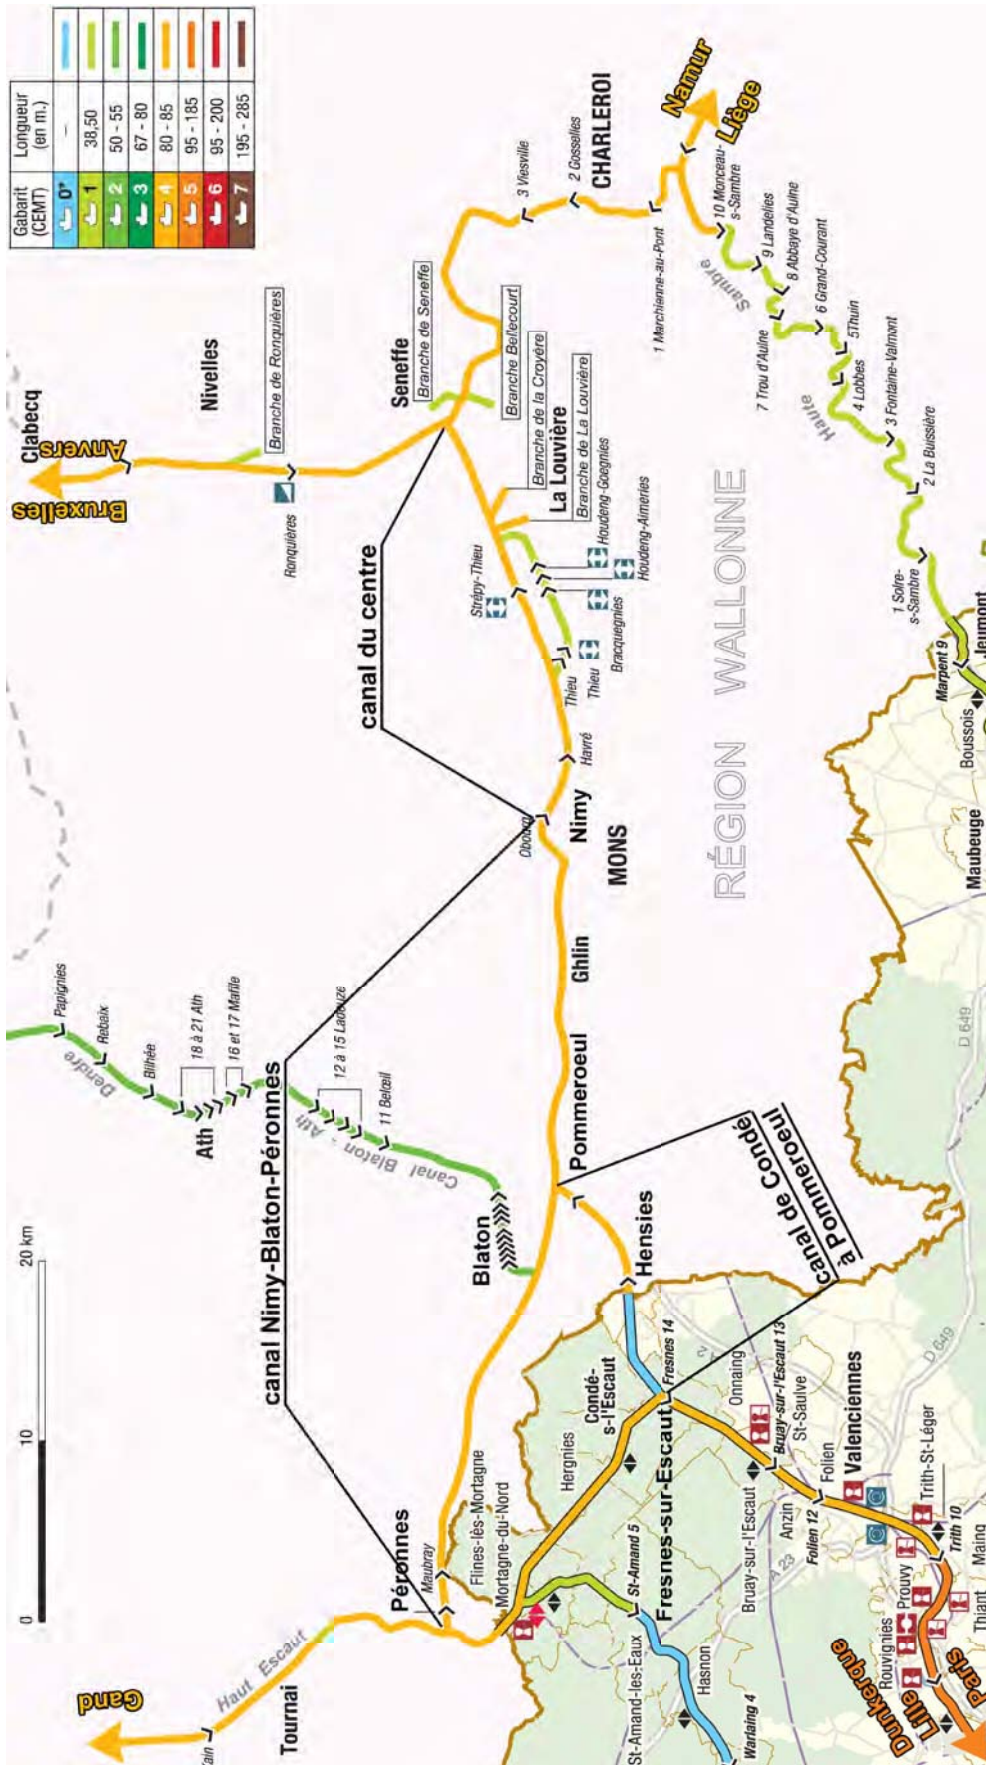 Gabarit
(CEMT)
Longueur
(en m.)
0*
–
1
38,50
2
50 - 55
3
67 - 80
4
80 - 85
5
95 - 185
6
95 - 200
7
195 - 285
Namur
Liège
CHARLEROI
2 Gosselles
3 Viesville
10 Monceau-
s-Sambre
9 Landelies
8 Abbaye d'Aulne
Sambre
6 Grand-Courant
5Thuin
1 Marchienne-au-Pont
7 Trou d'Aulne
4 Lobbes
3 Fontaine-Valmont
Haute
2 La Buissière
1 Solre-
s-Sambre
Marpent 9
Jeumont
Boussois
Maubeuge
Clabecq
Anvers
Bruxelles
Nivelles
Branche de Ronquières
Ronquières
Seneffe
Branche de Seneffe
Branche Bellecourt
Branche de la Croyère
La Louvière
Branche de La Louvière
Houdeng-Goegnies
Houdeng-Aimeries
Strépy-Thieu
Bracquegnies
Thieu
Thieu
canal du centre
Havré
Obourg
Nimy
MONS
RÉGION WALLONNE
Ghlin
Papignies
Rebaix
Dendre
Bilhée
18 à 21 Ath
16 et 17 Maffle
Ath
12 à 15 Ladeuze
11 Belœil
Canal Blaton - Ath
canal Nimy-Blaton-Péronnes
Pommeroeul
Blaton
canal de Condé
à Pommeroeul
Hensies
D 649
D 649
A 2
20 km
10
0
Condé-
s-l'Escaut
Fresnes 14
Onnaing
Bruay-sur-l'Escaut 13
St-Saulve
Hergnies
Fresnes-sur-Escaut
Bruay-sur-l'Escaut
Folien
Valenciennes
Anzin
Folien 12
A 23
Trith-St-Léger
Trith 10
Maing
Prouvy
Thiant
Rouvignies
Péronnes
Maubray
Flines-lès-Mortagne
Mortagne-du-Nord
St-Amand 5
St-Amand-les-Eaux
Hasnon
Warlaing 4
Haut Escaut
Gand
Tournai
Kain
Dunkerque
Lille
Paris